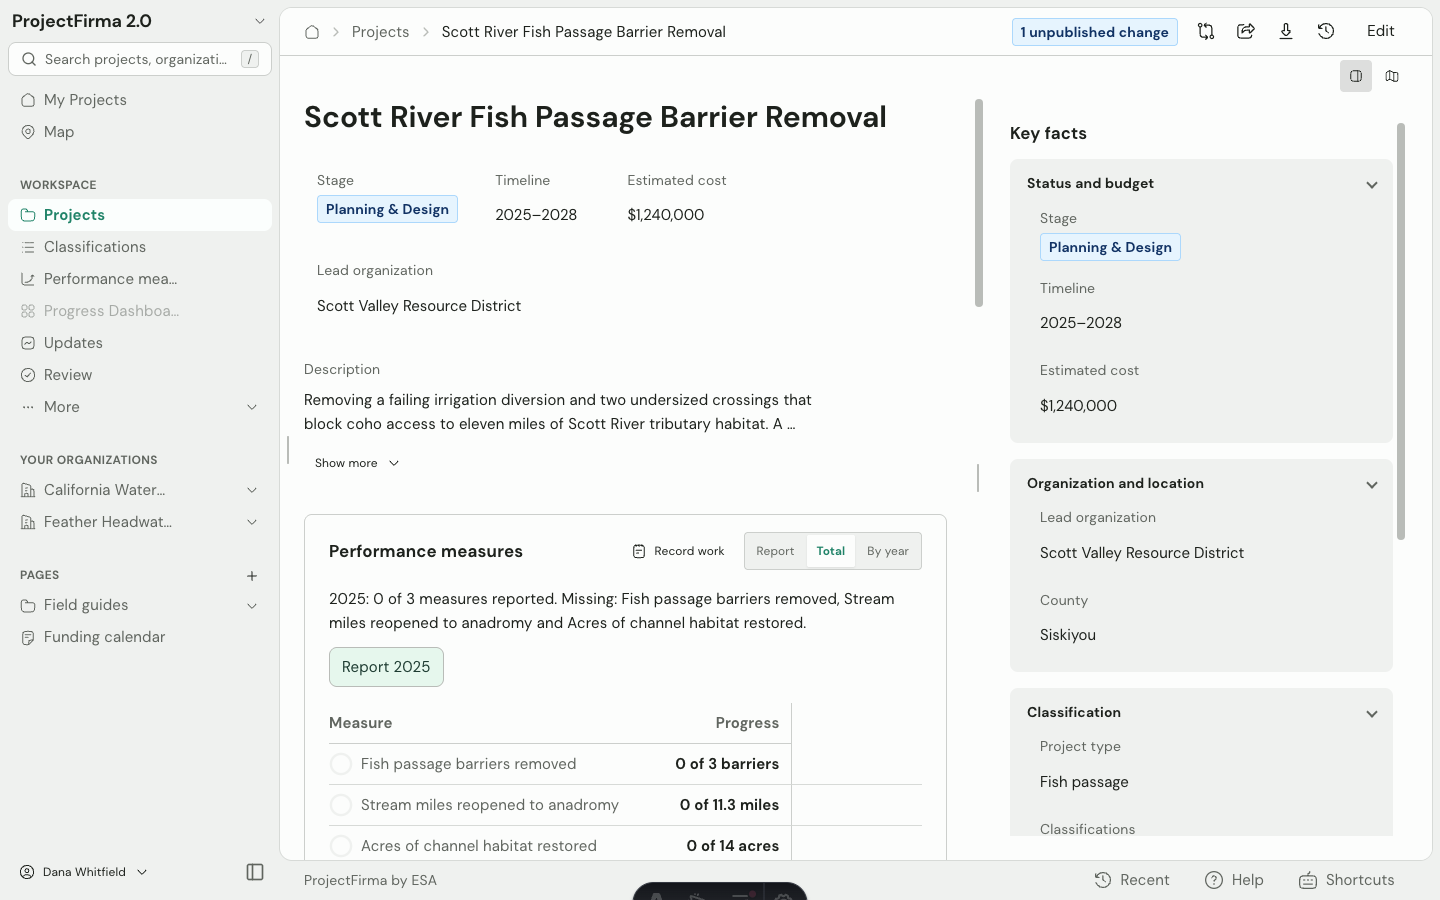 ProjectFirma 2.0
Search projects, organizati... /
My Projects
Map
WORKSPACE
Projects
Classifications
Performance mea...
Progress Dashboa...
Updates
Review
More
YOUR ORGANIZATIONS
California Water...
Feather Headwat...
PAGES
Field guides
Funding calendar
Dana Whitfield
Projects
Scott River Fish Passage Barrier Removal
1 unpublished change
Edit
Scott River Fish Passage Barrier Removal
Stage
Timeline
Estimated cost
Planning & Design
2025–2028
$1,240,000
Lead organization
Scott Valley Resource District
Description
Removing a failing irrigation diversion and two undersized crossings that
block coho access to eleven miles of Scott River tributary habitat. A ...
Show more
Performance measures
Record work
Report
Total
By year
2025: 0 of 3 measures reported. Missing: Fish passage barriers removed, Stream
miles reopened to anadromy and Acres of channel habitat restored.
Report 2025
Measure
Progress
Fish passage barriers removed
0 of 3 barriers
Stream miles reopened to anadromy
0 of 11.3 miles
Acres of channel habitat restored
0 of 14 acres
Key facts
Status and budget
Stage
Planning & Design
Timeline
2025–2028
Estimated cost
$1,240,000
Organization and location
Lead organization
Scott Valley Resource District
County
Siskiyou
Classification
Project type
Fish passage
Classifications
ProjectFirma by ESA
Recent
Help
Shortcuts